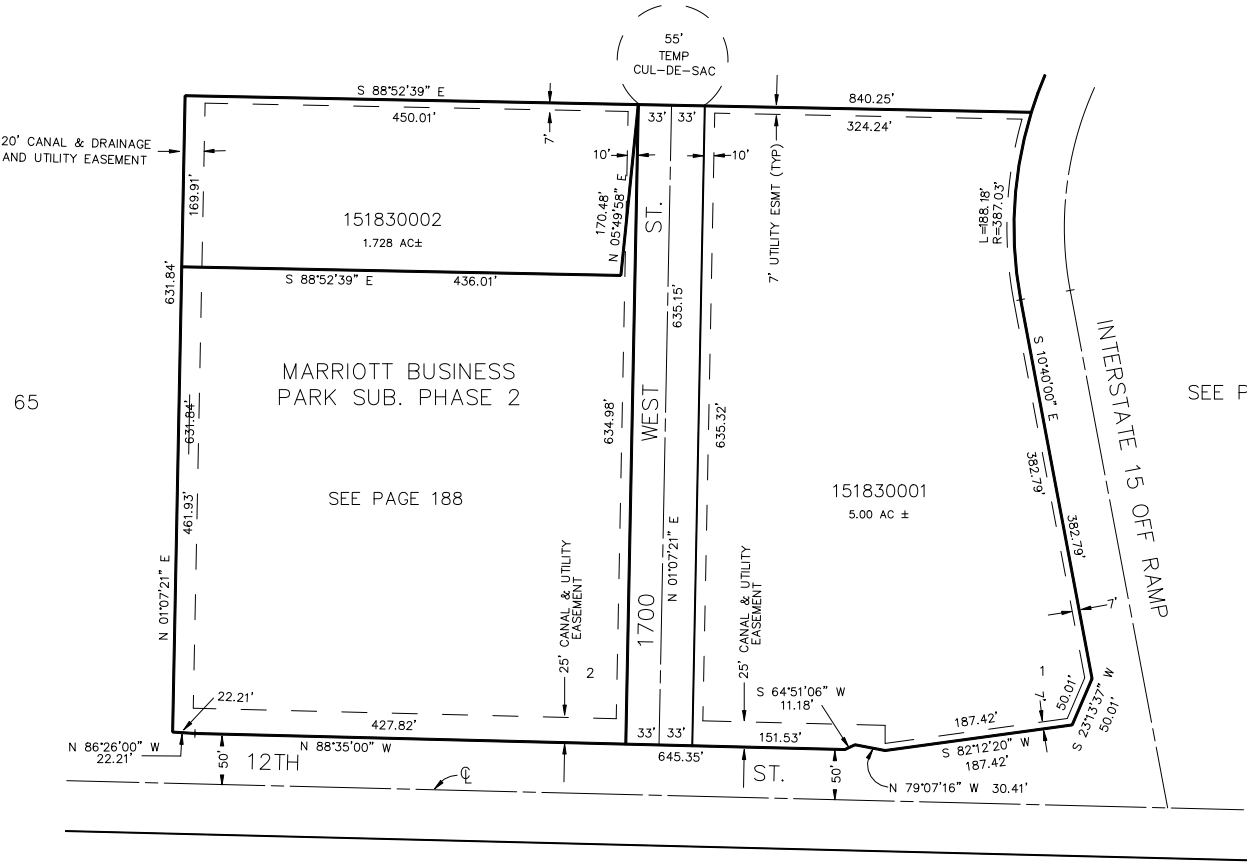 55'
TEMP
CUL-DE-SAC
S 88°52'39" E
450.01'
7'
33'
33'
840.25'
324.24'
20' CANAL & DRAINAGE
AND UTILITY EASEMENT
10'
10'
7' UTILITY ESMT (TYP)
169.91'
151830002
1.728 AC±
170.48'
N 05°49'58" E
ST.
L=188.18'
R=387.03'
631.84'
S 88°52'39" E
436.01'
635.15'
MARRIOTT BUSINESS
PARK SUB. PHASE 2
65
SEE P
S 10°40'00" E
INTERSTATE 15 OFF RAMP
631.84'
634.98'
WEST
635.32'
461.93'
SEE PAGE 188
151830001
5.00 AC ±
382.79'
382.79'
N 01°07'21" E
N 01°07'21" E
25' CANAL & UTILITY
EASEMENT
25' CANAL & UTILITY
EASEMENT
1700
7'
2
1
7'
50.01'
S 23°13'37" W
50.01'
S 64°51'06" W
11.18'
22.21'
427.82'
33'
33'
151.53'
187.42'
N 86°26'00" W
22.21'
N 88°35'00" W
645.35'
S 82°12'20" W
187.42'
50'
12TH
℄
ST.
50'
N 79°07'16" W 30.41'